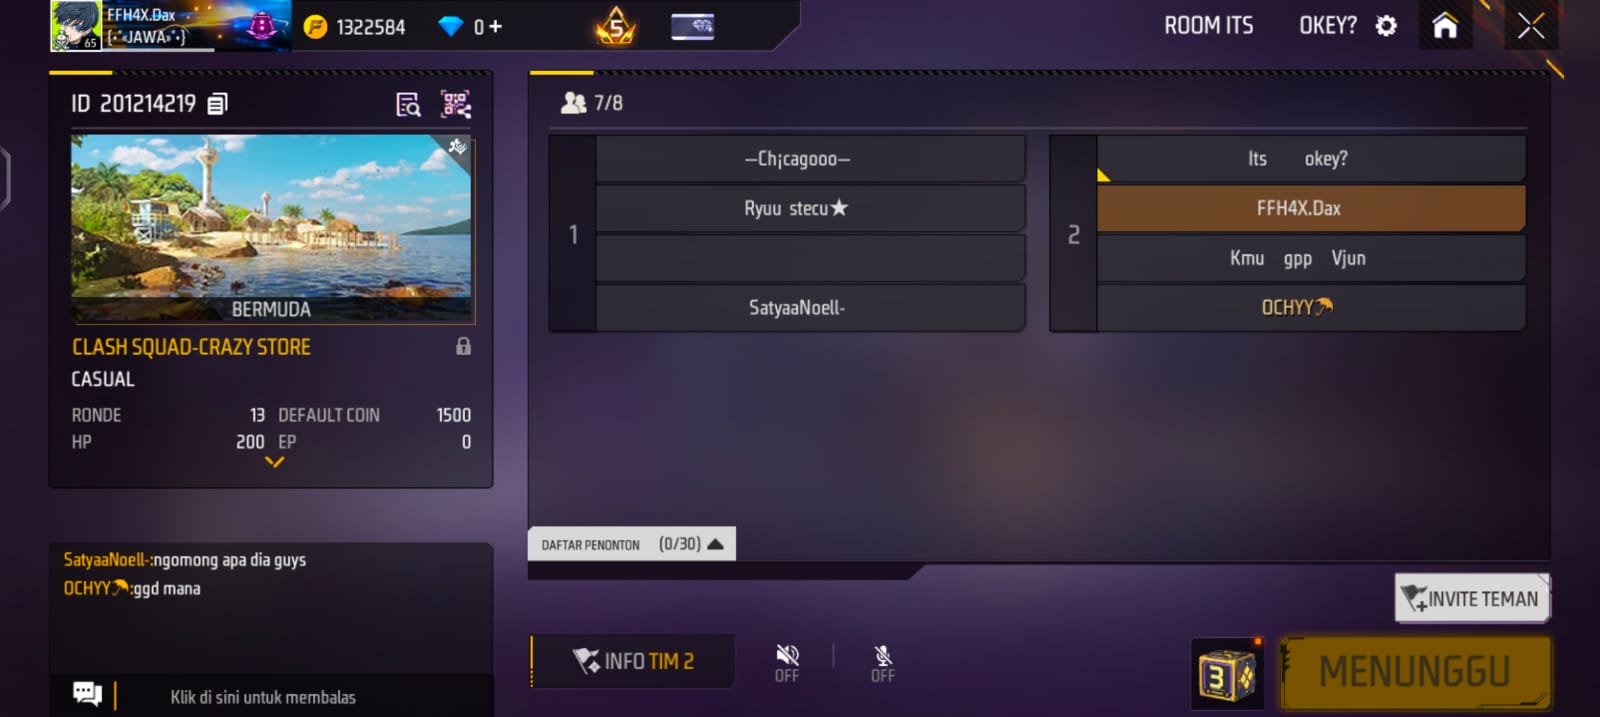 FFH4X.Dax
65
(·•JAWA•·)
1322584
0 +
5
ROOM ITS OKEY?
ID 201214219
BERMUDA
CLASH SQUAD-CRAZY STORE
CASUAL
RONDE 13 DEFAULT COIN 1500
HP 200 EP 0
SatyaaNoell-:ngomong apa dia guys
OCHYY☂:ggd mana
Klik di sini untuk membalas
7/8
1
—Ch¡cagooo—
Ryuu stecu★
SatyaaNoell-
2
Its okey?
FFH4X.Dax
Kmu gpp Vjun
OCHYY☂
DAFTAR PENONTON (0/30)
INVITE TEMAN
INFO TIM 2
OFF
OFF
3
MENUNGGU